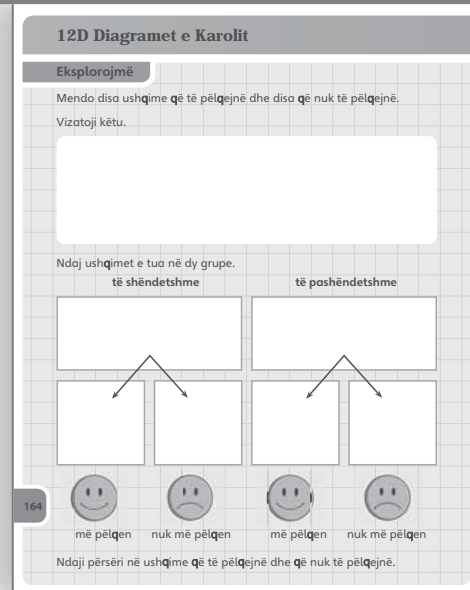 12D Diagramet e Karolit
Eksplorojmë
Mendo disa ushqime që të pëlqejnë dhe disa që nuk të pëlqejnë.
Vizatoji këtu.
Ndaj ushqimet e tua në dy grupe.
të shëndetshme të pashëndetshme
164
më pëlqen nuk më pëlqen më pëlqen nuk më pëlqen
Ndaji përsëri në ushqime që të pëlqejnë dhe që nuk të pëlqejnë.